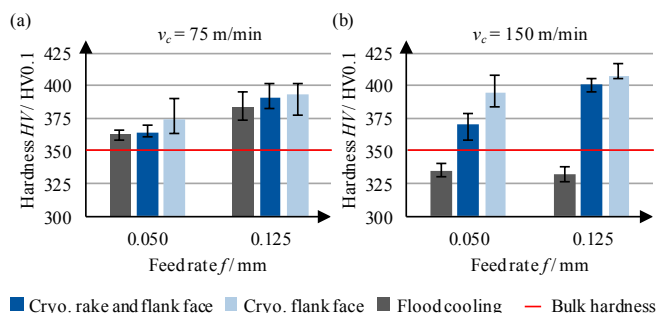 (a)
v_c = 75 m/min
Hardness HV / HV0.1
425
400
375
350
325
300
0.050 0.125
Feed rate f / mm
(b)
v_c = 150 m/min
Hardness HV / HV0.1
425
400
375
350
325
300
0.050 0.125
Feed rate f / mm
Cryo. rake and flank face Cryo. flank face Flood cooling Bulk hardness